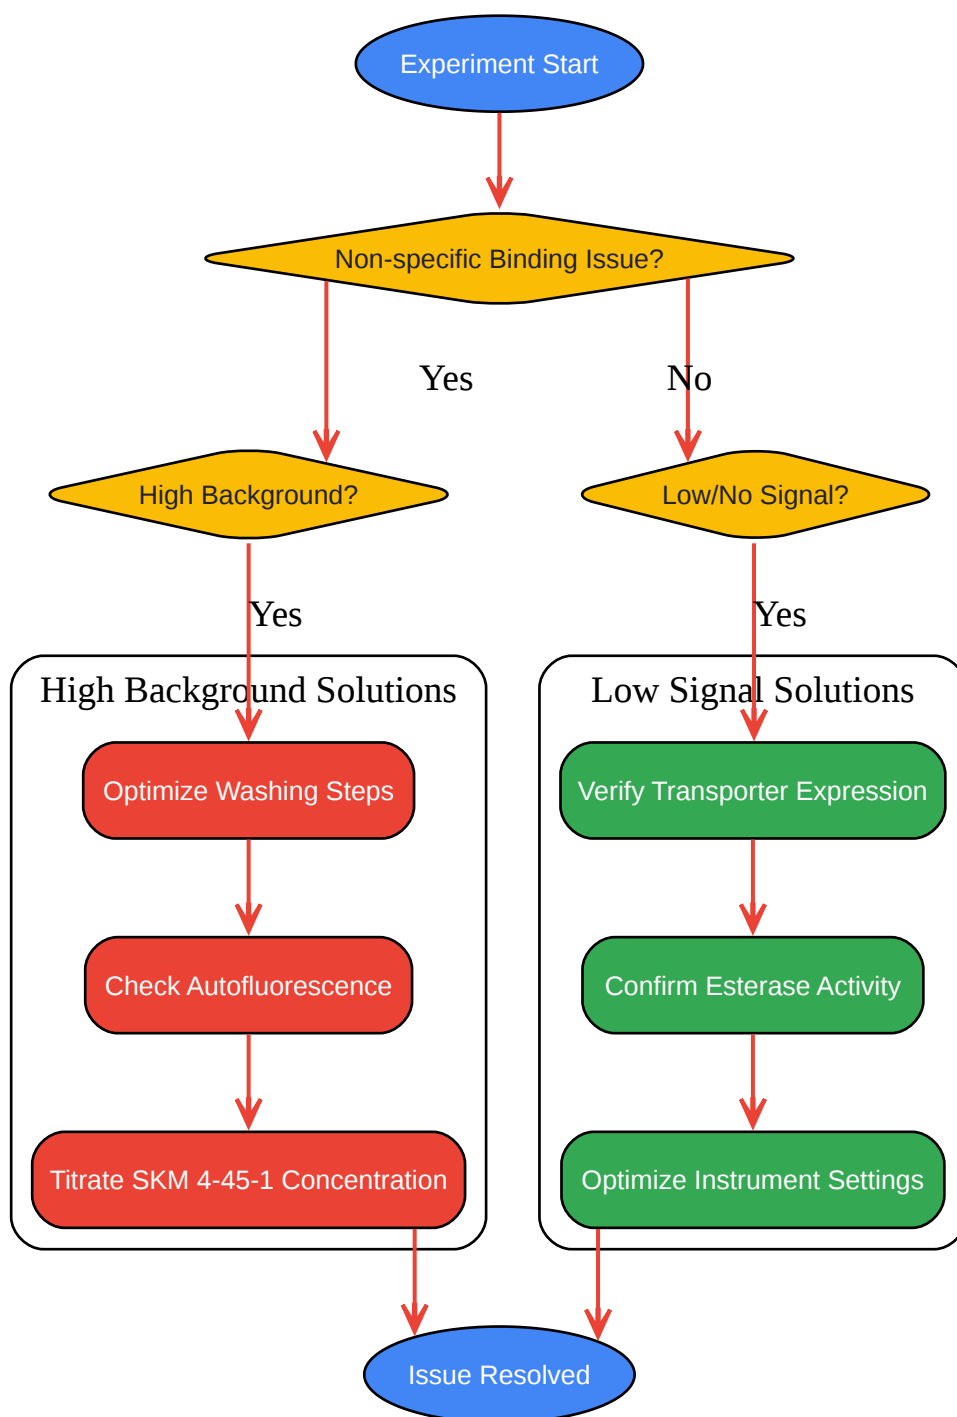 Experiment Start
Non-specific Binding Issue?
Yes
No
High Background?
Low/No Signal?
Yes
Yes
High Background Solutions
Low Signal Solutions
Optimize Washing Steps
Verify Transporter Expression
Check Autofluorescence
Confirm Esterase Activity
Titrate SKM 4-45-1 Concentration
Optimize Instrument Settings
Issue Resolved